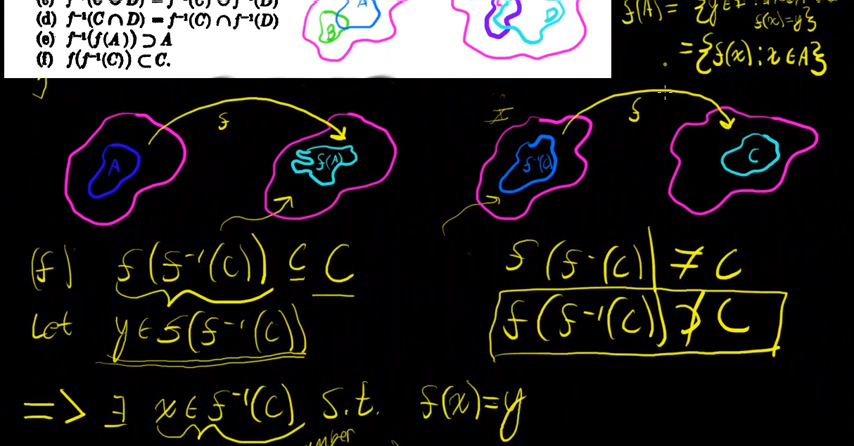 (d) f⁻¹(C ∩ D) = f⁻¹(C) ∩ f⁻¹(D)
(e) f⁻¹(f(A)) ⊃ A
(f) f(f⁻¹(C)) ⊂ C.
A
B
D
f(A) = {y ∈
f(x)=y}
= {f(x) : x ∈ A}
f
A
f(A)
X
f
f⁻¹(C)
C
(f) f(f⁻¹(C)) ⊆ C
f(f⁻¹(C)) ≠ C
Let y ∈ f(f⁻¹(C))
f(f⁻¹(C)) ⊅ C
=> ∃ x ∈ f⁻¹(C) s.t. f(x)=y